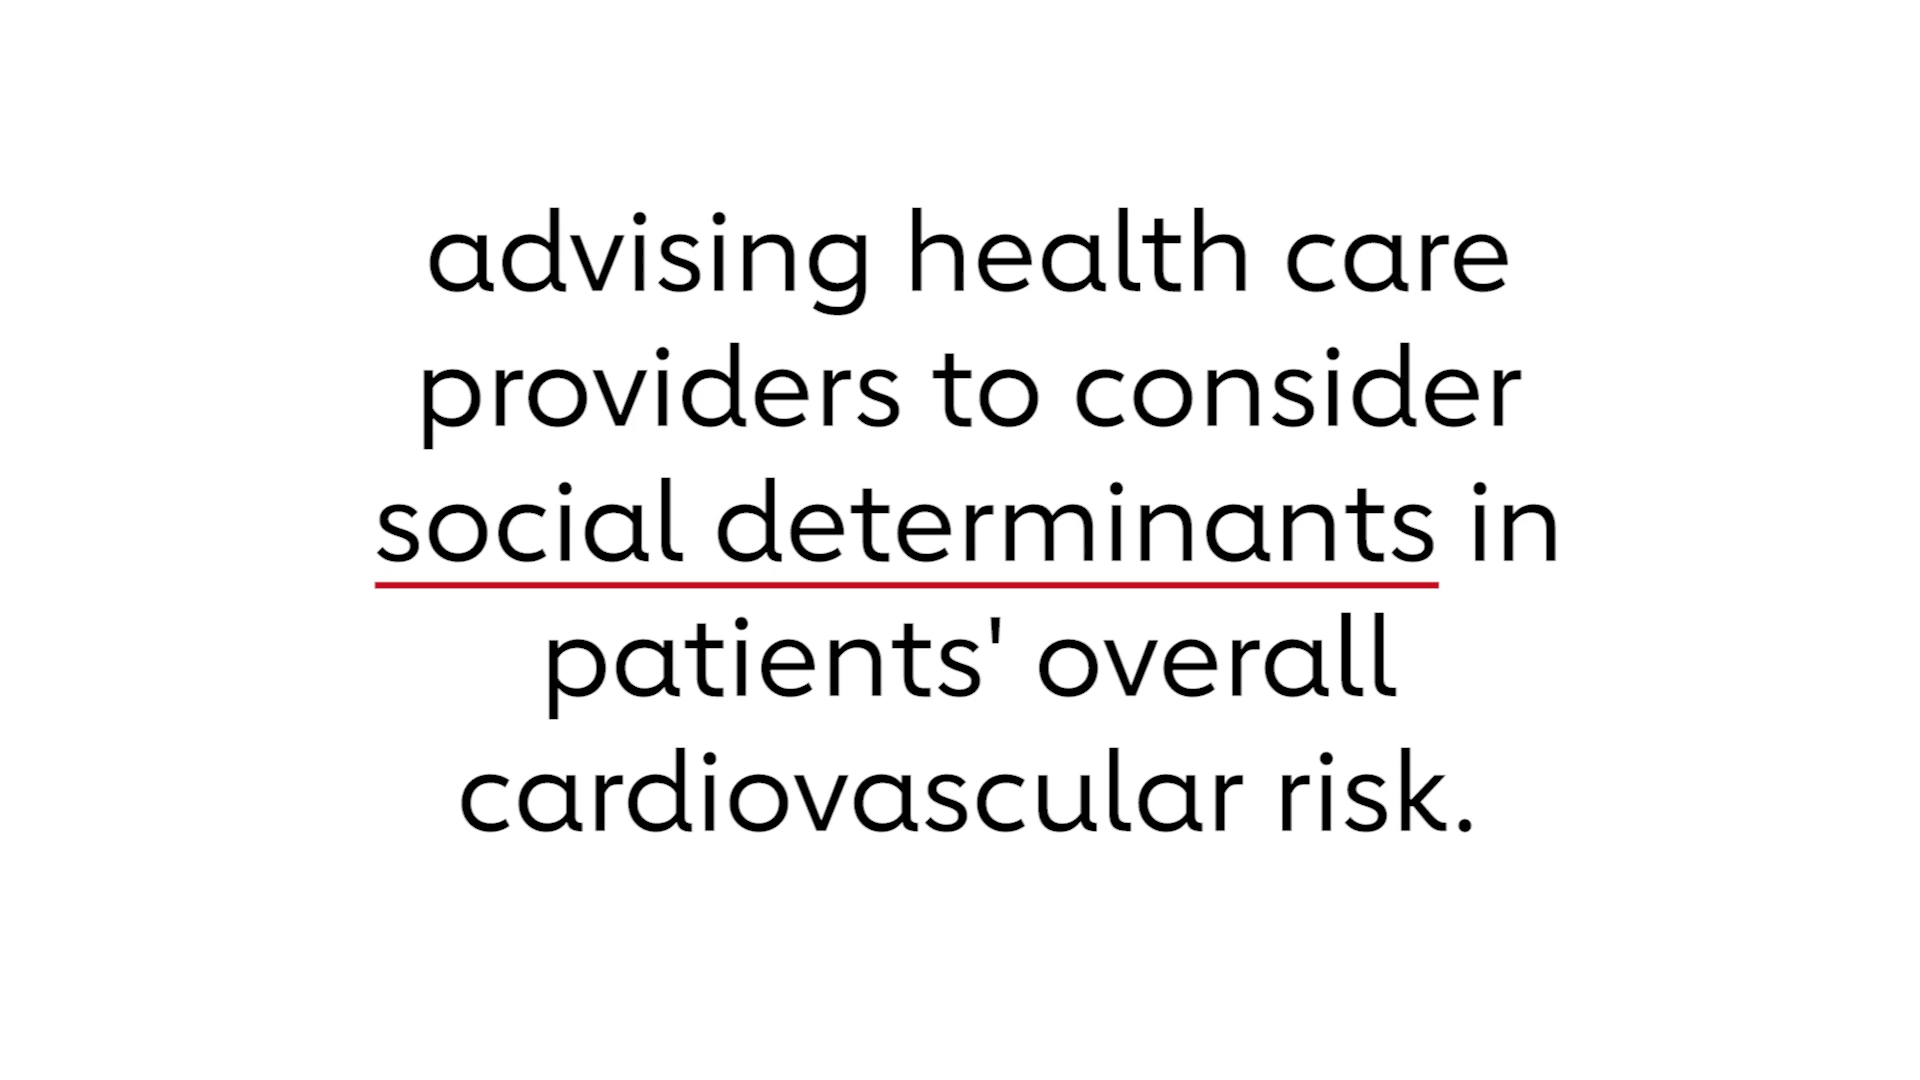 advising health care
providers to consider
social determinants in
patients' overall
cardiovascular risk.